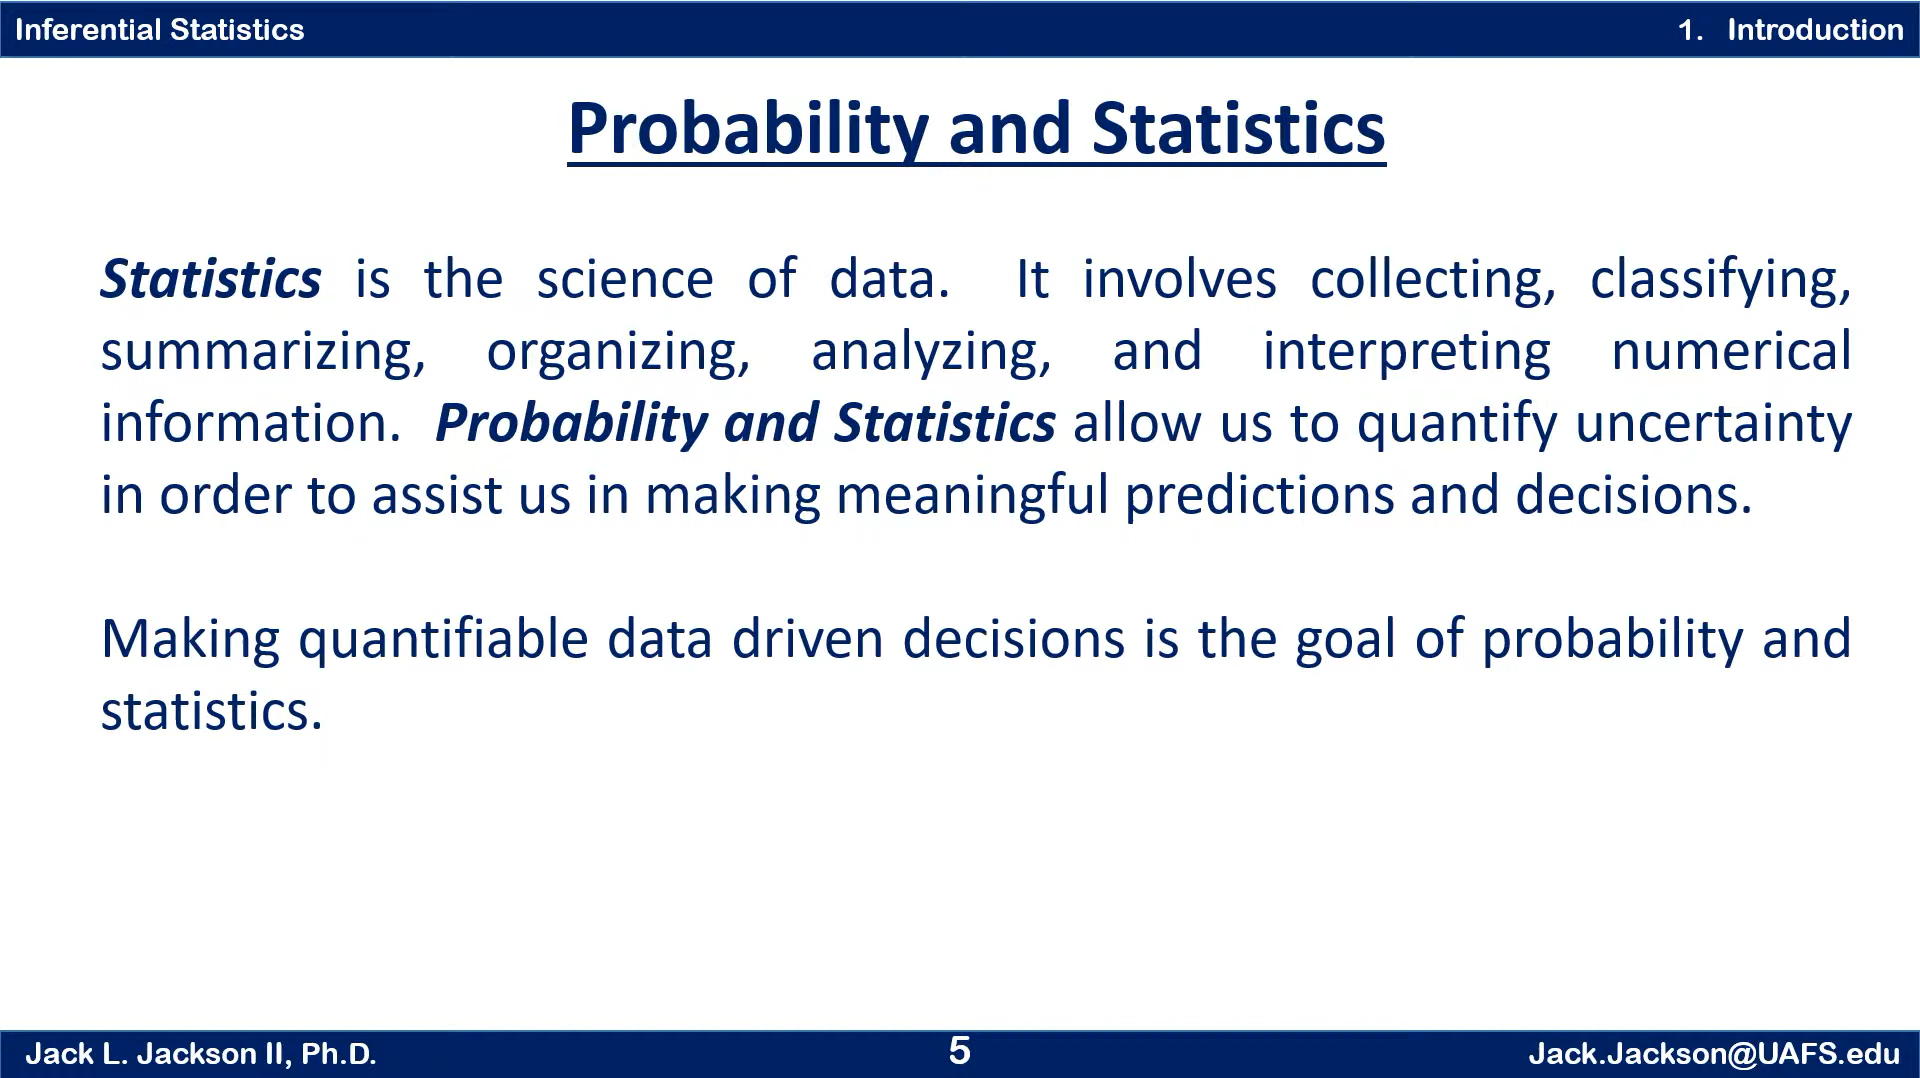 Inferential Statistics
1. Introduction
Probability and Statistics
Statistics is the science of data. It involves collecting, classifying,
summarizing, organizing, analyzing, and interpreting numerical
information. Probability and Statistics allow us to quantify uncertainty
in order to assist us in making meaningful predictions and decisions.
Making quantifiable data driven decisions is the goal of probability and
statistics.
Jack L. Jackson II, Ph.D.
5
Jack.Jackson@UAFS.edu